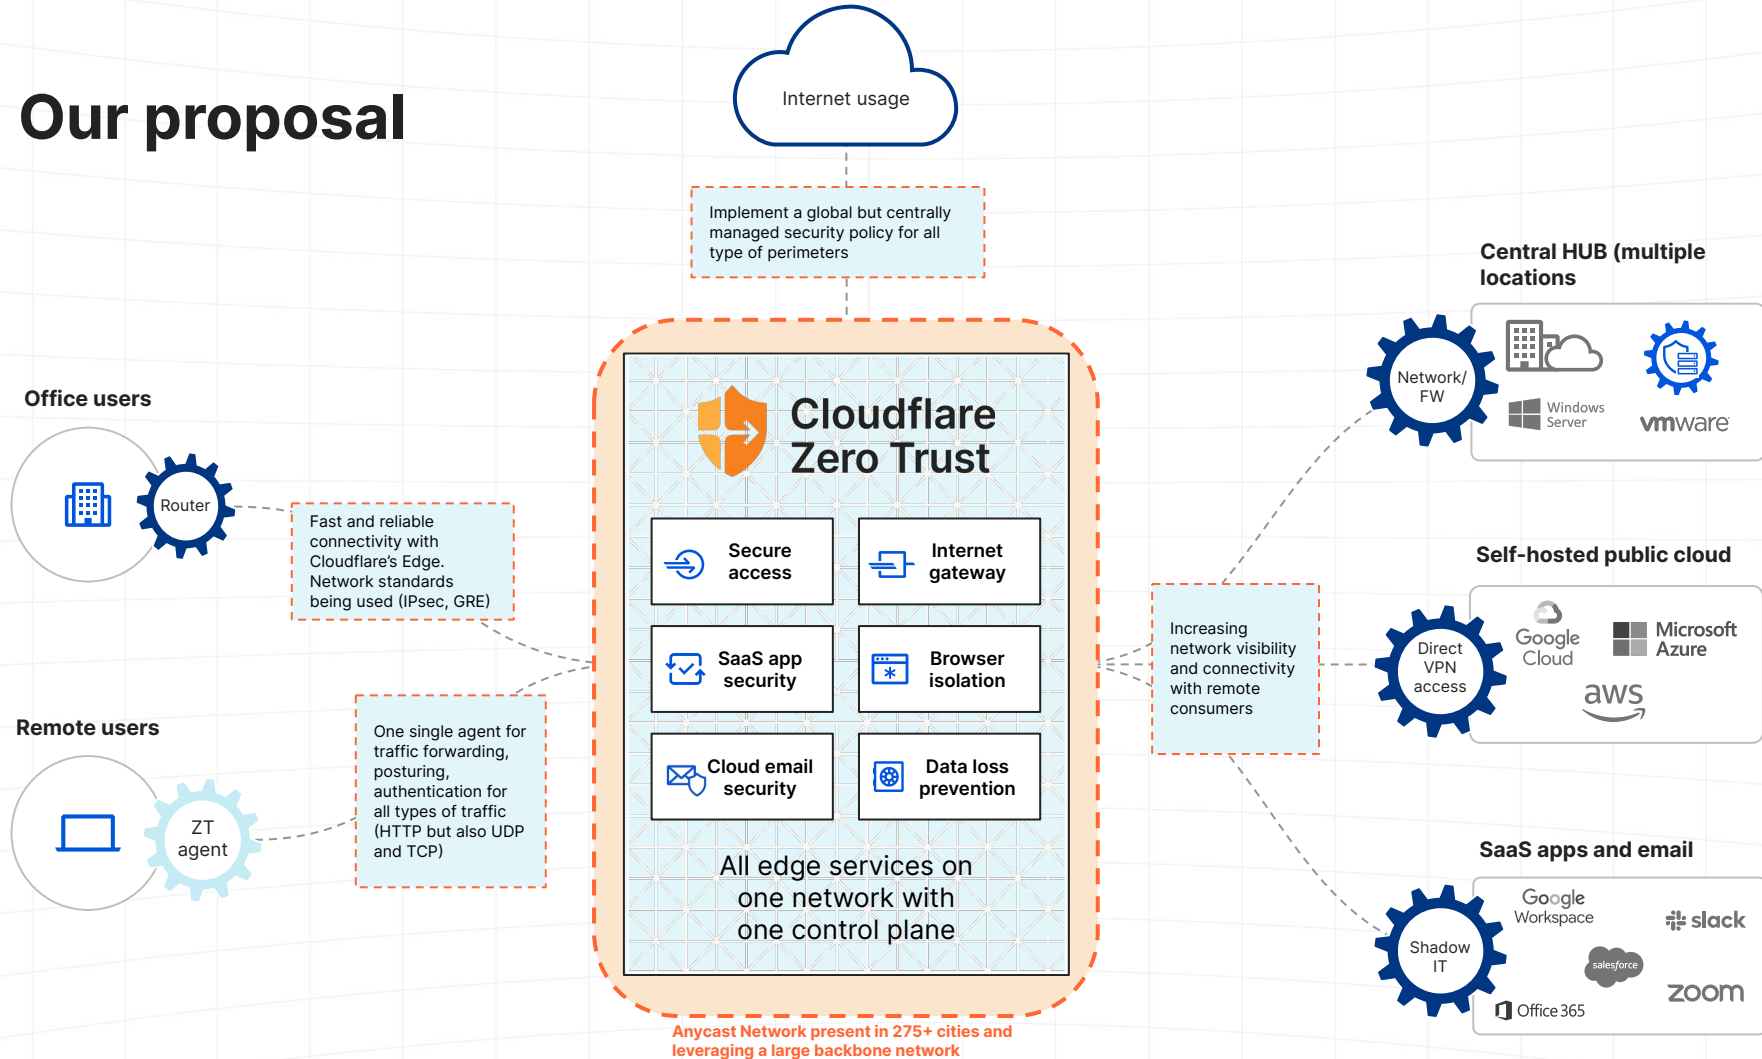 Our proposal
Internet usage
Implement a global but centrally
managed security policy for all
type of perimeters
Office users
Router
Fast and reliable
connectivity with
Cloudflare's Edge.
Network standards
being used (IPsec, GRE)
Remote users
ZT
agent
One single agent for
traffic forwarding,
posturing,
authentication for
all types of traffic
(HTTP but also UDP
and TCP)
Cloudflare
Zero Trust
Secure
access
Internet
gateway
SaaS app
security
Browser
isolation
Cloud email
security
Data loss
prevention
All edge services on
one network with
one control plane
Anycast Network present in 275+ cities and
leveraging a large backbone network
Increasing
network visibility
and connectivity
with remote
consumers
Central HUB (multiple
locations
Network/
FW
Windows
Server
vmware
Self-hosted public cloud
Direct
VPN
access
Google
Cloud
Microsoft
Azure
aws
SaaS apps and email
Shadow
IT
Google
Workspace
slack
salesforce
zoom
Office 365